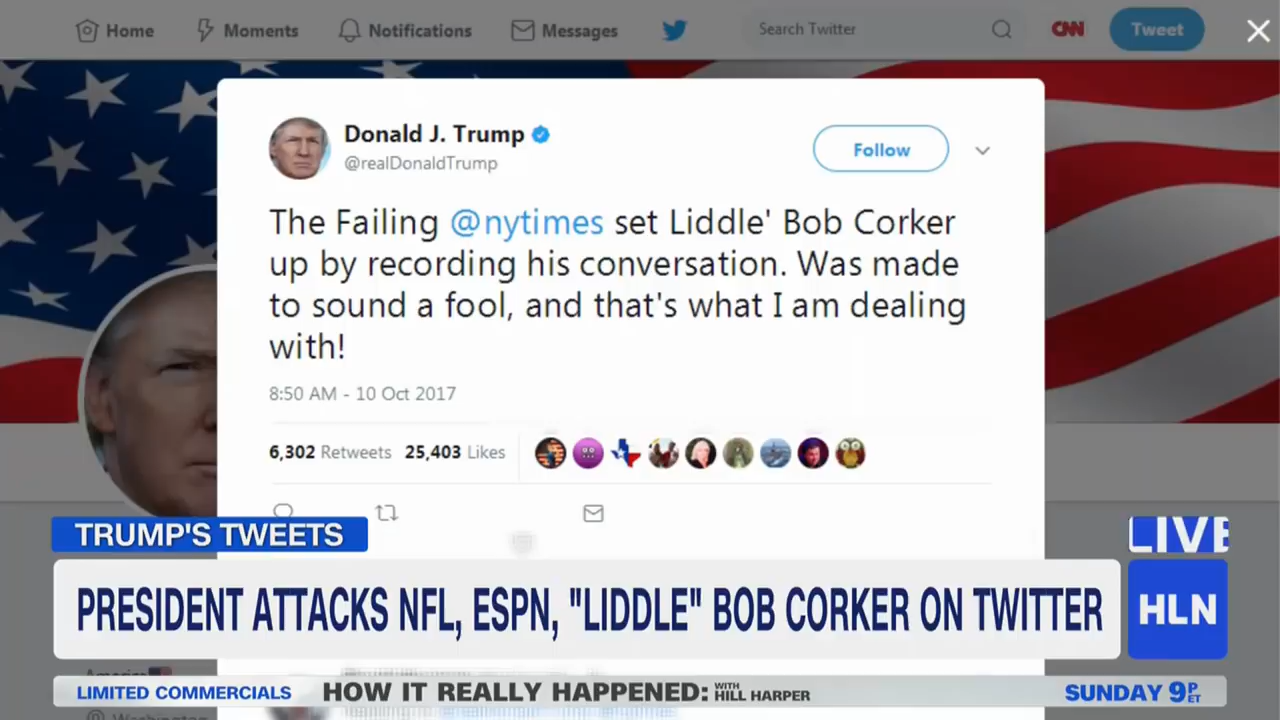 Home
Moments
Notifications
Messages
Search Twitter
CNN
Tweet
Donald J. Trump
@realDonaldTrump
Follow
The Failing @nytimes set Liddle' Bob Corker
up by recording his conversation. Was made
to sound a fool, and that's what I am dealing
with!
8:50 AM - 10 Oct 2017
6,302 Retweets 25,403 Likes
TRUMP'S TWEETS
LIVE
PRESIDENT ATTACKS NFL, ESPN, "LIDDLE" BOB CORKER ON TWITTER
HLN
LIMITED COMMERCIALS
HOW IT REALLY HAPPENED: WITH HILL HARPER
SUNDAY 9P ET
Washington